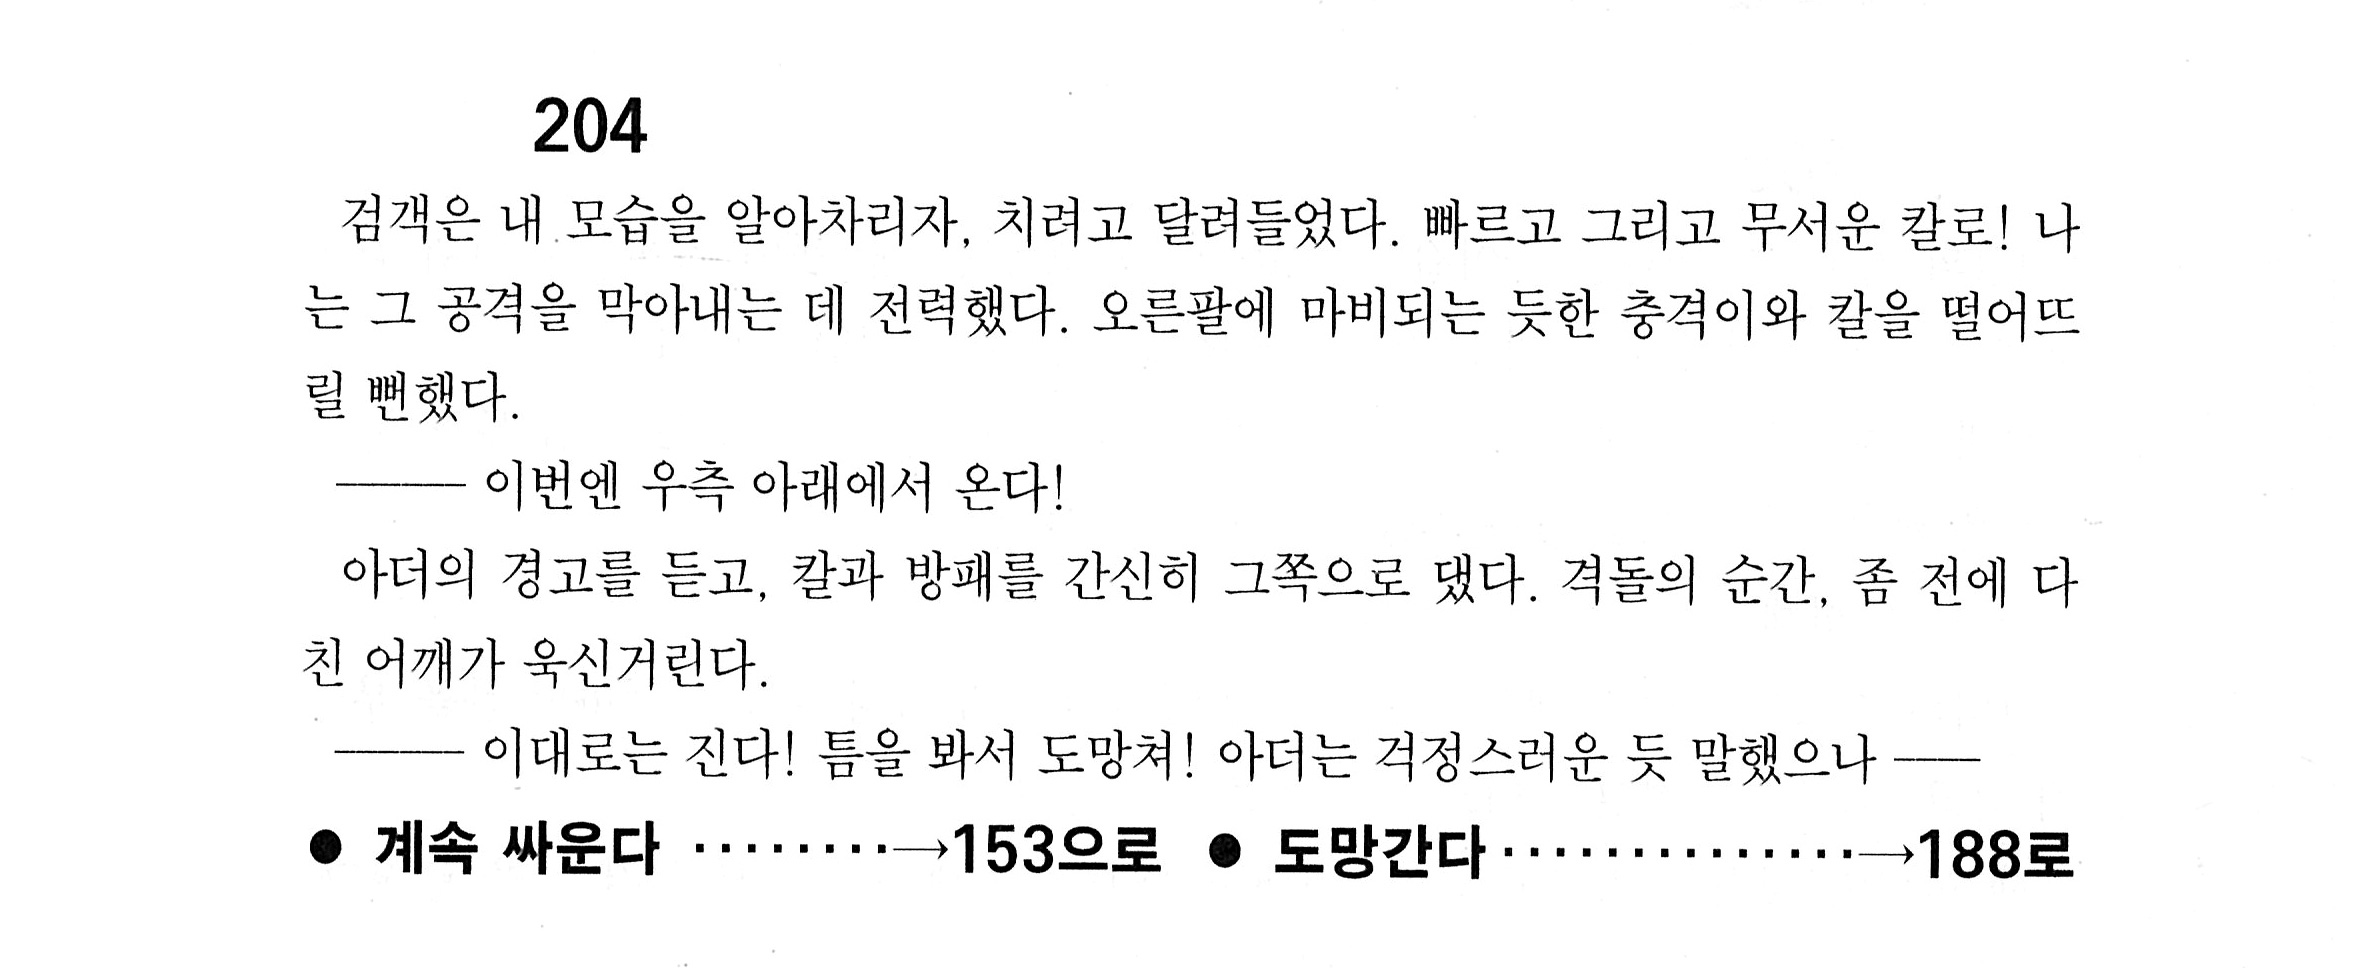 204
검객은 내 모습을 알아차리자, 치려고 달려들었다. 빠르고 그리고 무서운 칼로! 나
는 그 공격을 막아내는 데 전력했다. 오른팔에 마비되는 듯한 충격이와 칼을 떨어뜨
릴 뻔했다.
─── 이번엔 우측 아래에서 온다!
아더의 경고를 듣고, 칼과 방패를 간신히 그쪽으로 댔다. 격돌의 순간, 좀 전에 다
친 어깨가 욱신거린다.
─── 이대로는 진다! 틈을 봐서 도망쳐! 아더는 걱정스러운 듯 말했으나 ──
● 계속 싸운다 ········→153으로 ● 도망간다··············→188로